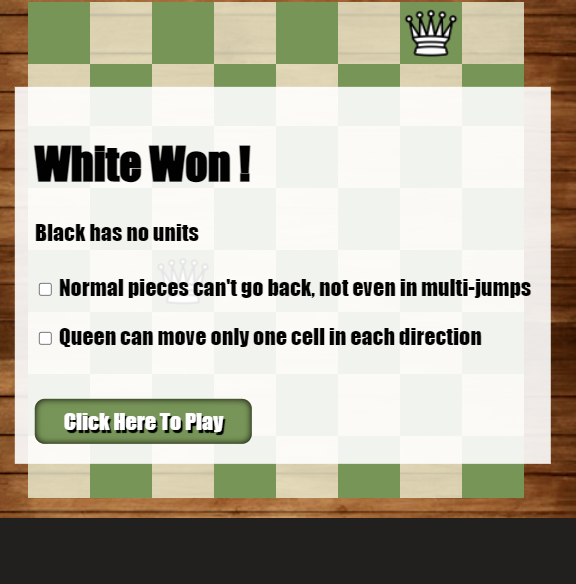 White Won !
Black has no units
Normal pieces can't go back, not even in multi-jumps
Queen can move only one cell in each direction
Click Here To Play